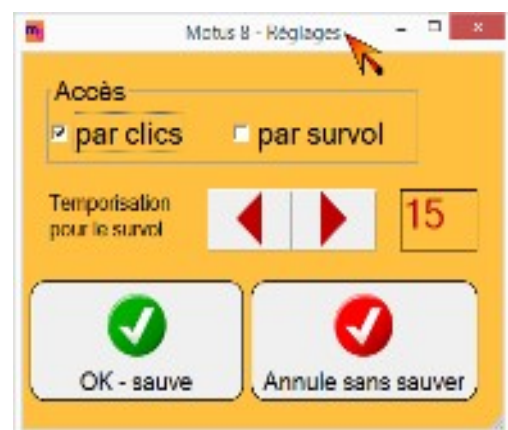 Motus 8 - Réglages
Accès
par clics par survol
Temporisation
pour le survol
15
OK - sauve Annule sans sauver